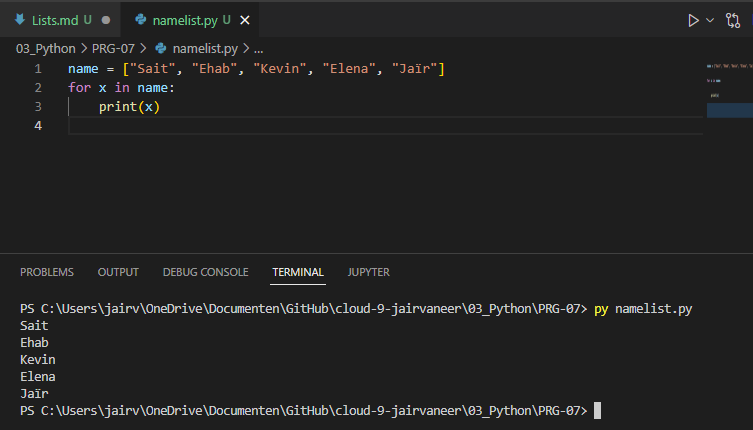 Lists.md U namelist.py U
03_Python > PRG-07 > namelist.py > ...
1 name = ["Sait", "Ehab", "Kevin", "Elena", "Jaïr"]
2 for x in name:
3     print(x)
4
PROBLEMS OUTPUT DEBUG CONSOLE TERMINAL JUPYTER
PS C:\Users\jairv\OneDrive\Documenten\GitHub\cloud-9-jairvaneer\03_Python\PRG-07> py namelist.py
Sait
Ehab
Kevin
Elena
Jaïr
PS C:\Users\jairv\OneDrive\Documenten\GitHub\cloud-9-jairvaneer\03_Python\PRG-07>